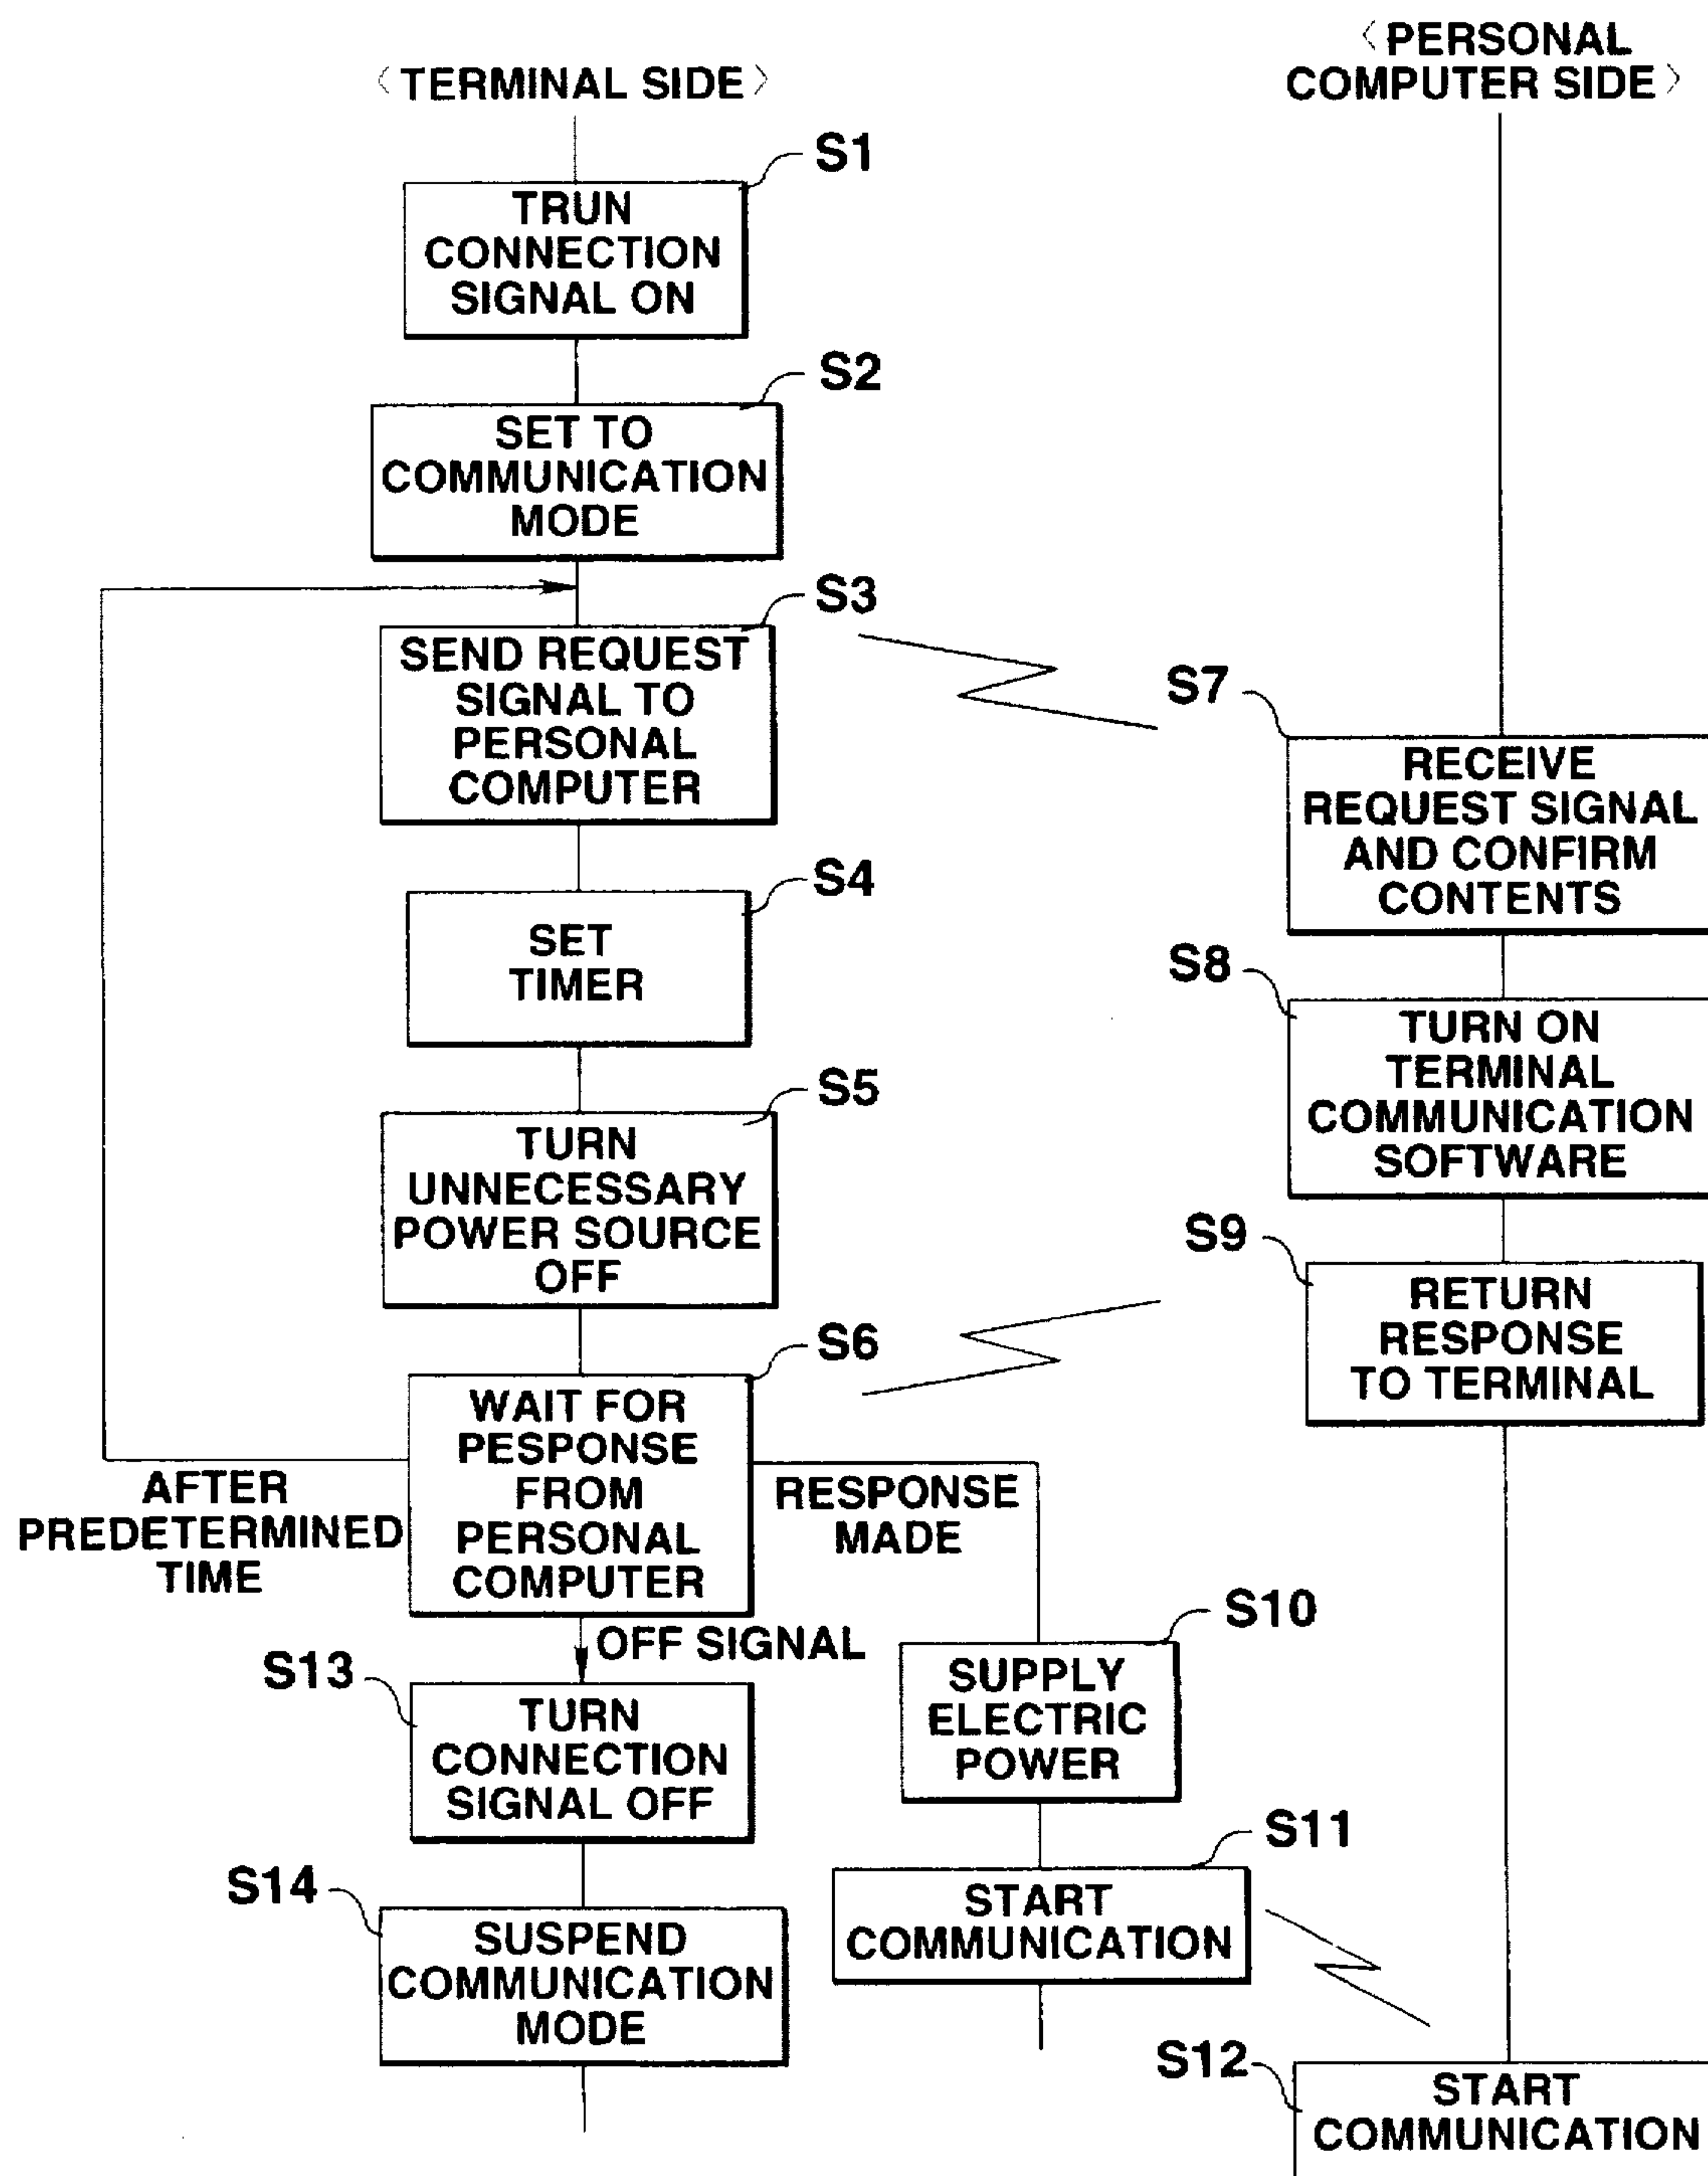 〈TERMINAL SIDE〉
〈PERSONAL
COMPUTER SIDE〉
S1
TRUN
CONNECTION
SIGNAL ON
S2
SET TO
COMMUNICATION
MODE
S3
SEND REQUEST
SIGNAL TO
PERSONAL
COMPUTER
S7
RECEIVE
REQUEST SIGNAL
AND CONFIRM
CONTENTS
S4
SET
TIMER
S8
TURN ON
TERMINAL
COMMUNICATION
SOFTWARE
S5
TURN
UNNECESSARY
POWER SOURCE
OFF
S9
RETURN
RESPONSE
TO TERMINAL
S6
WAIT FOR
PESPONSE
FROM
PERSONAL
COMPUTER
AFTER
PREDETERMINED
TIME
RESPONSE
MADE
OFF SIGNAL
S10
SUPPLY
ELECTRIC
POWER
S13
TURN
CONNECTION
SIGNAL OFF
S11
START
COMMUNICATION
S14
SUSPEND
COMMUNICATION
MODE
S12
START
COMMUNICATION